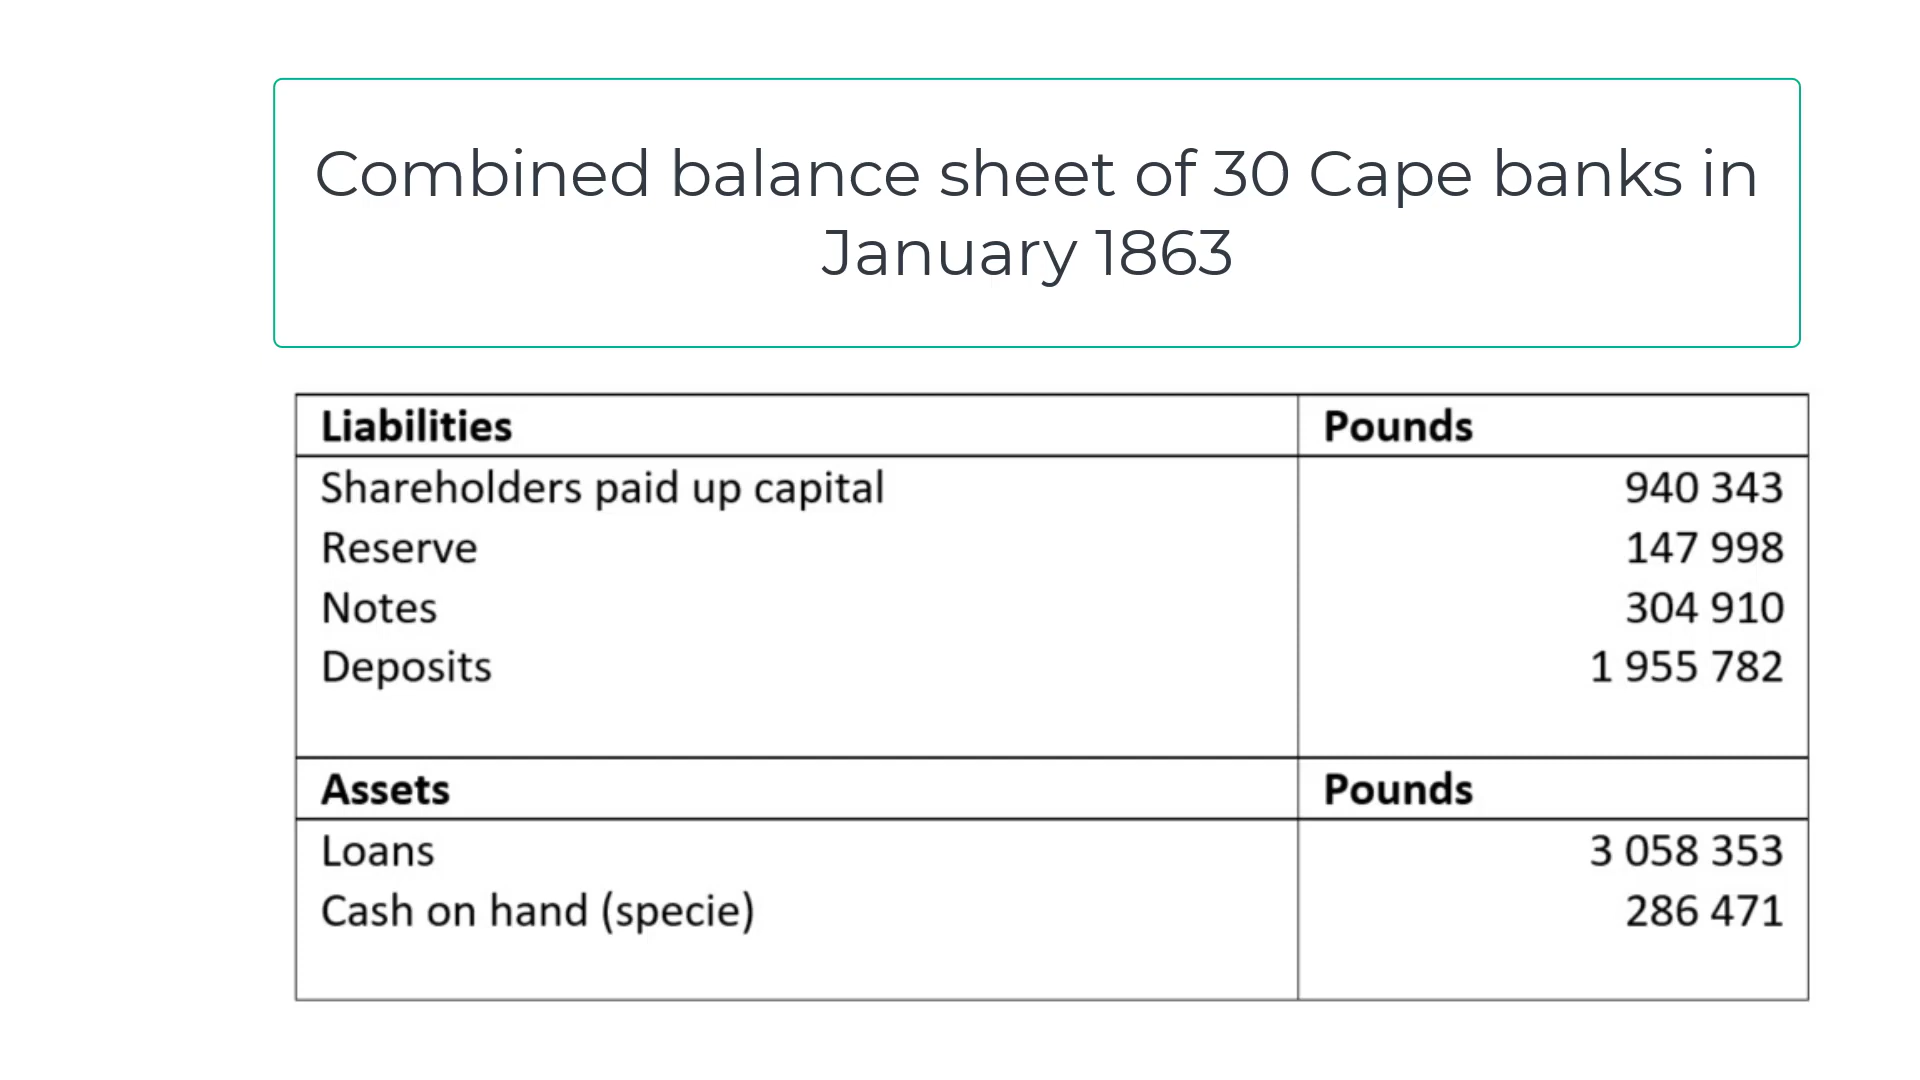 Combined balance sheet of 30 Cape banks in
January 1863
Liabilities Pounds
Shareholders paid up capital 940 343
Reserve 147 998
Notes 304 910
Deposits 1 955 782
Assets Pounds
Loans 3 058 353
Cash on hand (specie) 286 471